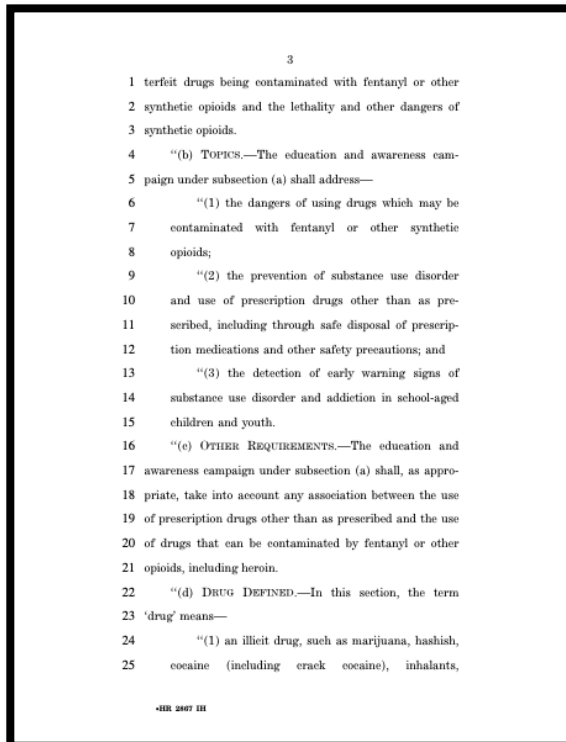 3
1 terfeit drugs being contaminated with fentanyl or other
2 synthetic opioids and the lethality and other dangers of
3 synthetic opioids.
4 “(b) TOPICS.—The education and awareness cam-
5 paign under subsection (a) shall address—
6 “(1) the dangers of using drugs which may be
7 contaminated with fentanyl or other synthetic
8 opioids;
9 “(2) the prevention of substance use disorder
10 and use of prescription drugs other than as pre-
11 scribed, including through safe disposal of prescrip-
12 tion medications and other safety precautions; and
13 “(3) the detection of early warning signs of
14 substance use disorder and addiction in school-aged
15 children and youth.
16 “(c) OTHER REQUIREMENTS.—The education and
17 awareness campaign under subsection (a) shall, as appro-
18 priate, take into account any association between the use
19 of prescription drugs other than as prescribed and the use
20 of drugs that can be contaminated by fentanyl or other
21 opioids, including heroin.
22 “(d) DRUG DEFINED.—In this section, the term
23 ‘drug’ means—
24 “(1) an illicit drug, such as marijuana, hashish,
25 cocaine (including crack cocaine), inhalants,
•HR 2867 IH